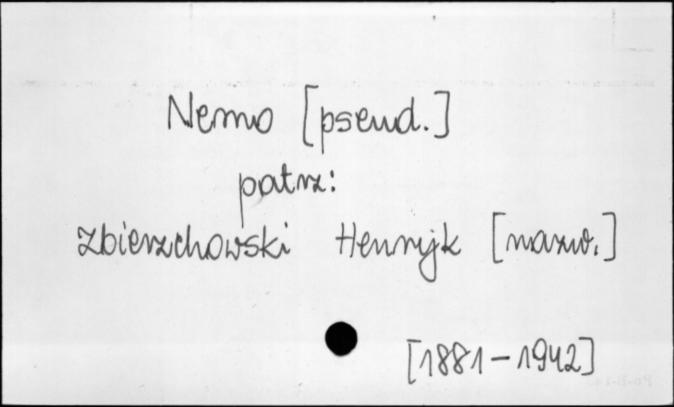 Nemo [pseud.]
patrz:
Zbierzchowski Henryk [nazw.]
[1881-1942]